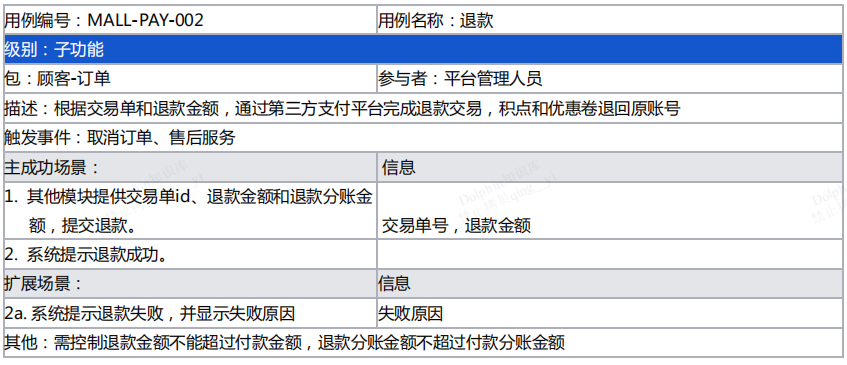 用例编号：MALL-PAY-002
用例名称：退款
级别：子功能
包：顾客-订单
参与者：平台管理人员
描述：根据交易单和退款金额，通过第三方支付平台完成退款交易，积点和优惠卷退回原账号
触发事件：取消订单、售后服务
主成功场景：
信息
1. 其他模块提供交易单id、退款金额和退款分账金
额，提交退款。
交易单号，退款金额
2. 系统提示退款成功。
扩展场景：
信息
2a. 系统提示退款失败，并显示失败原因
失败原因
其他：需控制退款金额不能超过付款金额，退款分账金额不超过付款分账金额